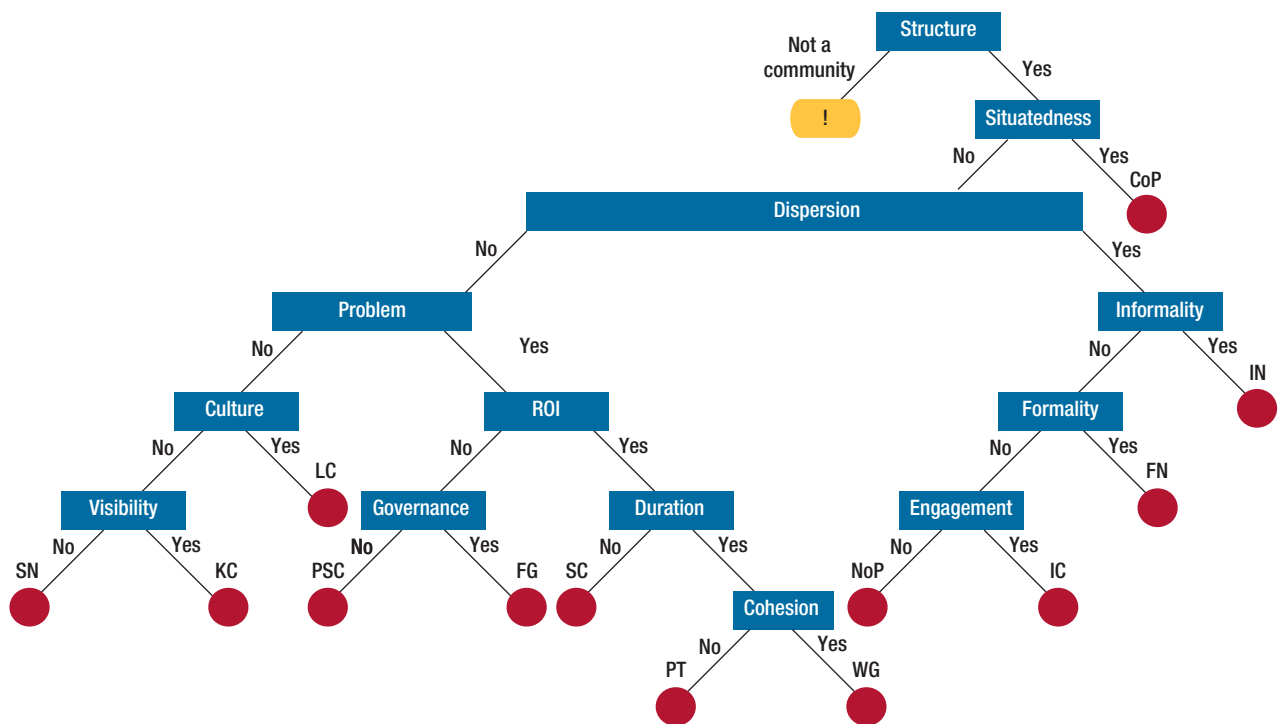 Structure
Not a
community
Yes
!
Situatedness
No
Yes
CoP
Dispersion
No
Yes
Problem
Informality
No
Yes
No
Yes
IN
Culture
ROI
Formality
No
Yes
No
Yes
No
Yes
LC
FN
Visibility
Governance
Duration
Engagement
No
Yes
No
Yes
No
Yes
No
Yes
SN
KC
PSC
FG
SC
NoP
IC
Cohesion
No
Yes
PT
WG